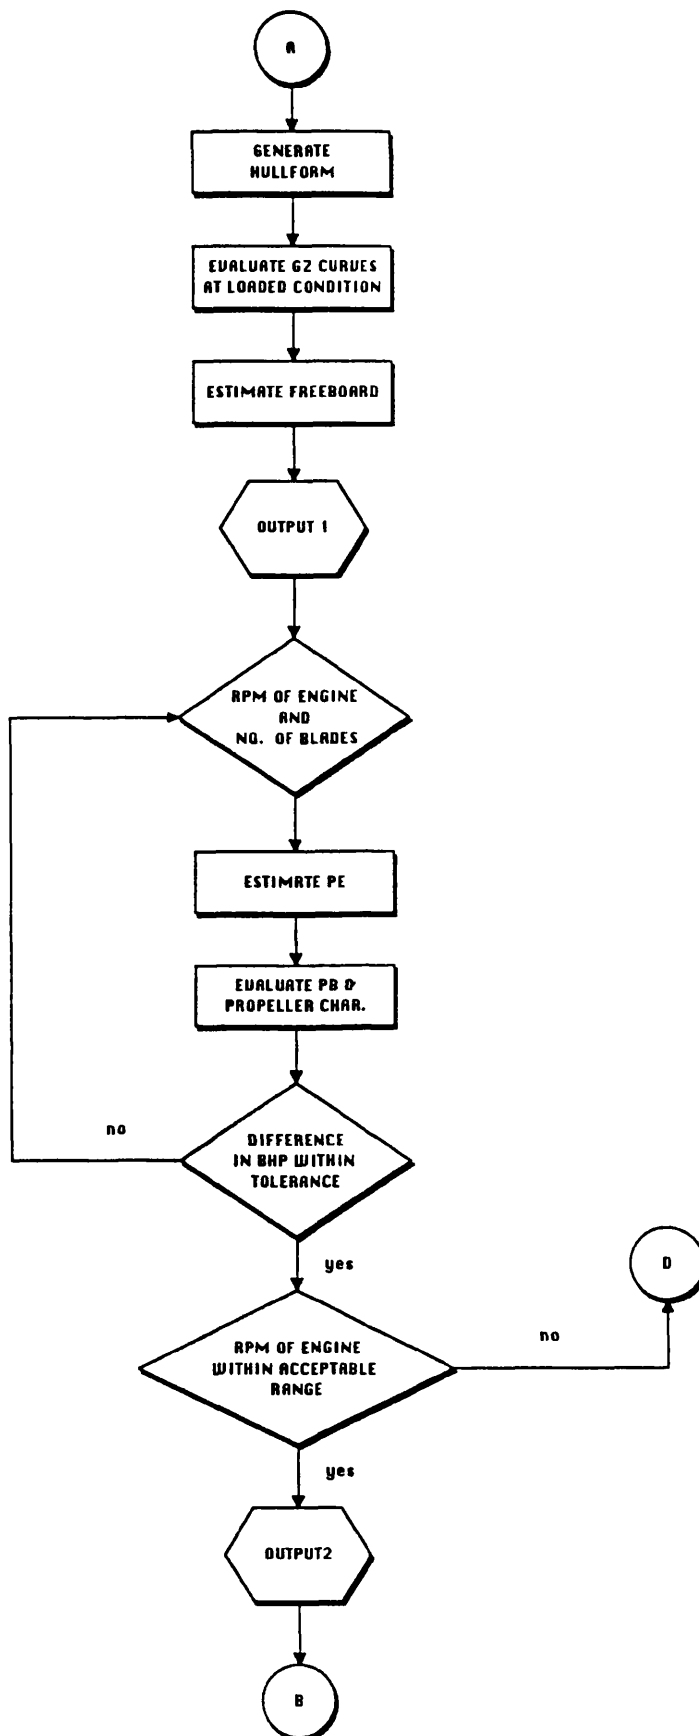 A
GENERATE
HULLFORM
EVALUATE GZ CURVES
AT LOADED CONDITION
ESTIMATE FREEBOARD
OUTPUT 1
RPM OF ENGINE
AND
NO. OF BLADES
ESTIMATE PE
EVALUATE PB &
PROPELLER CHAR.
no
DIFFERENCE
IN BHP WITHIN
TOLERANCE
yes
D
RPM OF ENGINE
WITHIN ACCEPTABLE
RANGE
no
yes
OUTPUT2
B